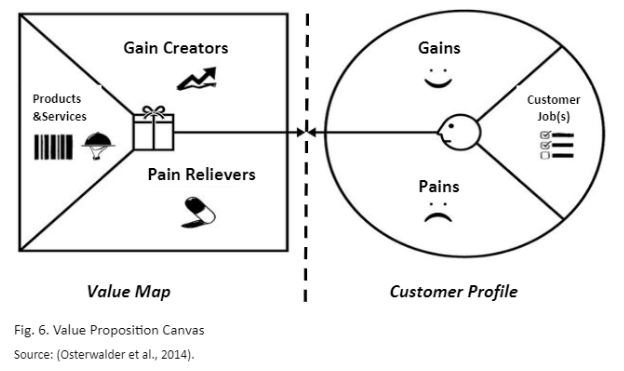 Gain Creators
Products
&Services
Pain Relievers
Gains
Customer
Job(s)
Pains
Value Map
Customer Profile
Fig. 6. Value Proposition Canvas
Source: (Osterwalder et al., 2014).